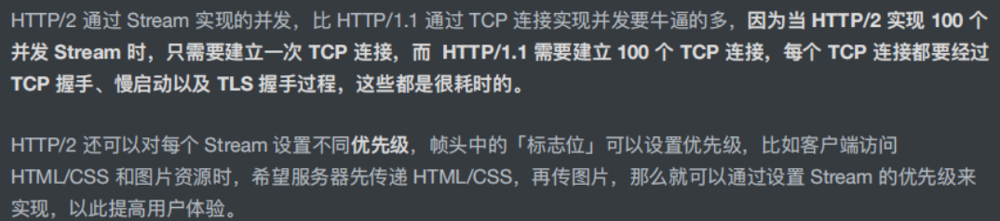 HTTP/2 通过 Stream 实现的并发，比 HTTP/1.1 通过 TCP 连接实现并发要牛逼的多，因为当 HTTP/2 实现 100 个
并发 Stream 时，只需要建立一次 TCP 连接，而 HTTP/1.1 需要建立 100 个 TCP 连接，每个 TCP 连接都要经过
TCP 握手、慢启动以及 TLS 握手过程，这些都是很耗时的。
HTTP/2 还可以对每个 Stream 设置不同优先级，帧头中的「标志位」可以设置优先级，比如客户端访问
HTML/CSS 和图片资源时，希望服务器先传递 HTML/CSS，再传图片，那么就可以通过设置 Stream 的优先级来
实现，以此提高用户体验。